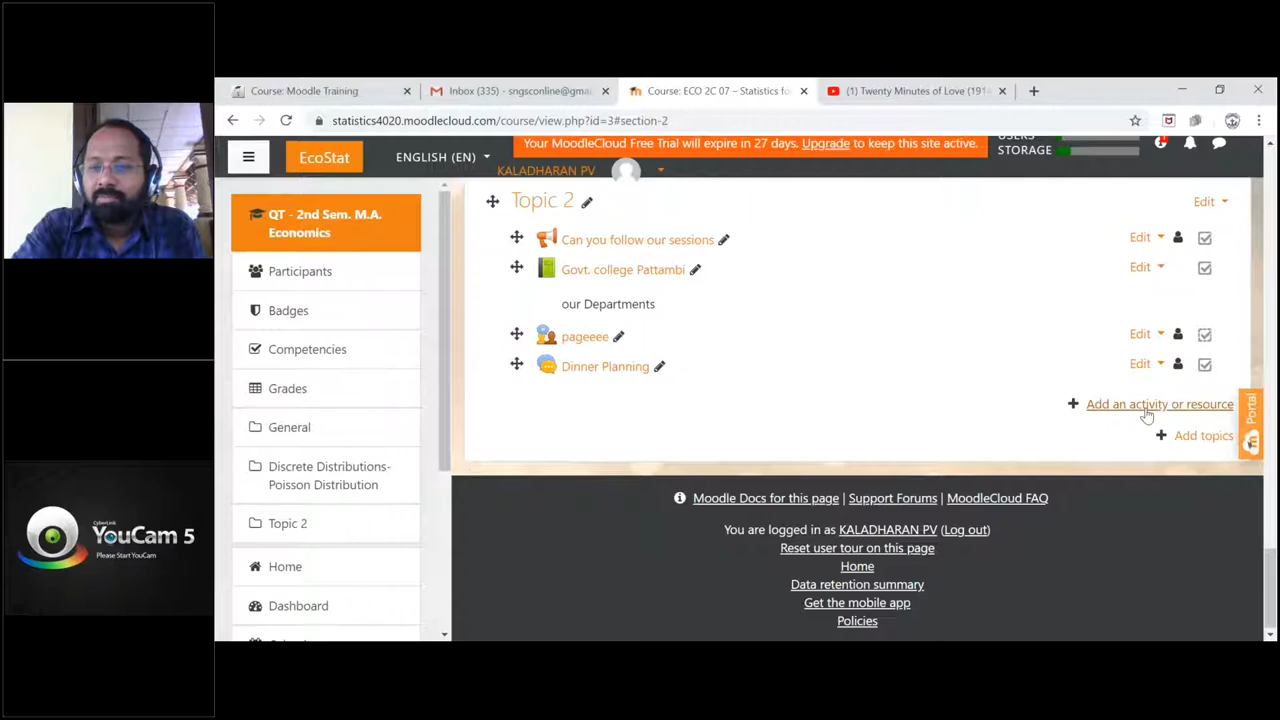 Course: Moodle Training
Inbox (335) - sngsconline@gma
Course: ECO 2C 07 – Statistics fo
(1) Twenty Minutes of Love (191
statistics4020.moodlecloud.com/course/view.php?id=3#section-2
EcoStat
ENGLISH (EN)
Your MoodleCloud Free Trial will expire in 27 days. Upgrade to keep this site active.
USERS
STORAGE
KALADHARAN PV
QT - 2nd Sem. M.A.
Economics
Participants
Badges
Competencies
Grades
General
Discrete Distributions-
Poisson Distribution
Topic 2
Home
Dashboard
Topic 2
Edit
Can you follow our sessions
Edit
Govt. college Pattambi
Edit
our Departments
pageeee
Edit
Dinner Planning
Edit
Add an activity or resource
Add topics
Portal
Moodle Docs for this page | Support Forums | MoodleCloud FAQ
You are logged in as KALADHARAN PV (Log out)
Reset user tour on this page
Home
Data retention summary
Get the mobile app
Policies
CyberLink
YouCam 5
Please Start YouCam